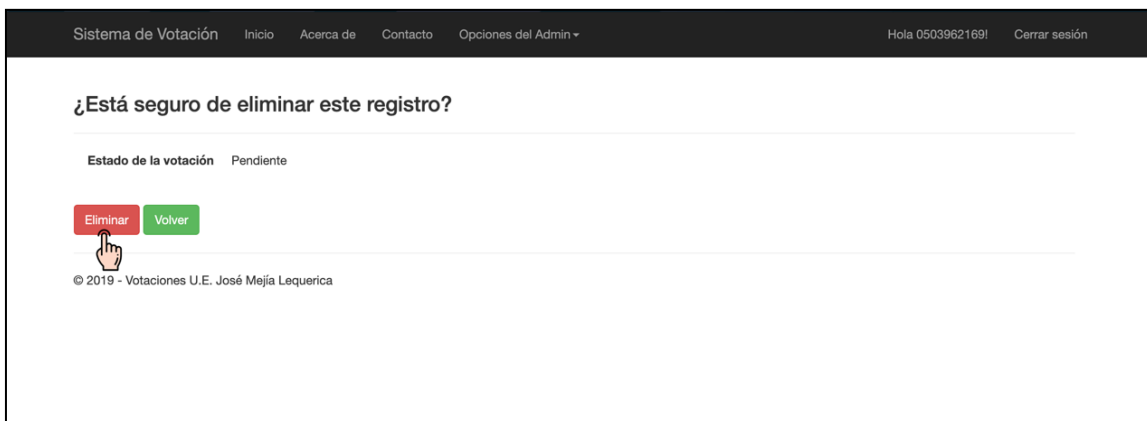 Sistema de Votación Inicio Acerca de Contacto Opciones del Admin Hola 0503962169! Cerrar sesión
¿Está seguro de eliminar este registro?
Estado de la votación Pendiente
Eliminar Volver
© 2019 - Votaciones U.E. José Mejía Lequerica